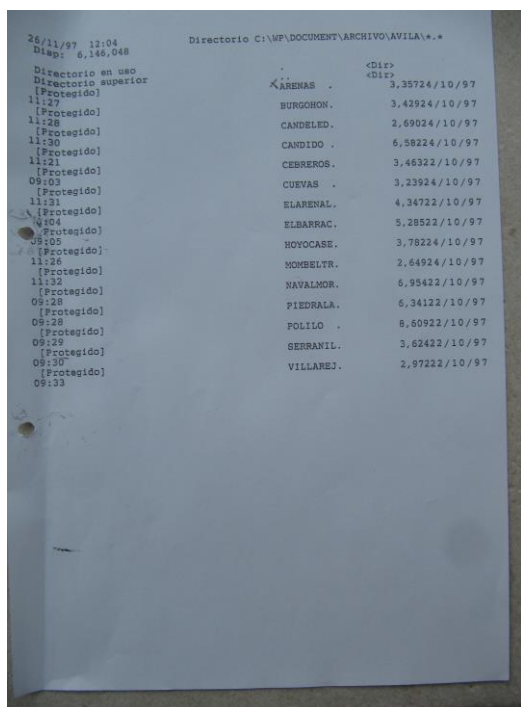 26/11/97 12:04 Directorio C:\WP\DOCUMENT\ARCHIVO\AVILA\*.*
Disp: 6,146,048
Directorio en uso . <Dir>
Directorio superior .. <Dir>
[Protegido] ARENAS . 3,35724/10/97
11:27
[Protegido] BURGOHON. 3,42924/10/97
11:28
[Protegido] CANDELED. 2,69024/10/97
11:30
[Protegido] CANDIDO . 6,58224/10/97
11:21
[Protegido] CEBREROS. 3,46322/10/97
09:03
[Protegido] CUEVAS . 3,23924/10/97
11:31
[Protegido] ELARENAL. 4,34722/10/97
:04
Protegido] ELBARRAC. 5,28522/10/97
09:05
[Protegido] HOYOCASE. 3,78224/10/97
11:26
[Protegido] MOMBELTR. 2,64924/10/97
11:32
[Protegido] NAVALMOR. 6,95422/10/97
09:28
[Protegido] PIEDRALA. 6,34122/10/97
09:28
[Protegido] POLILO . 8,60922/10/97
09:29
[Protegido] SERRANIL. 3,62422/10/97
09:30
[Protegido] VILLAREJ. 2,97222/10/97
09:33